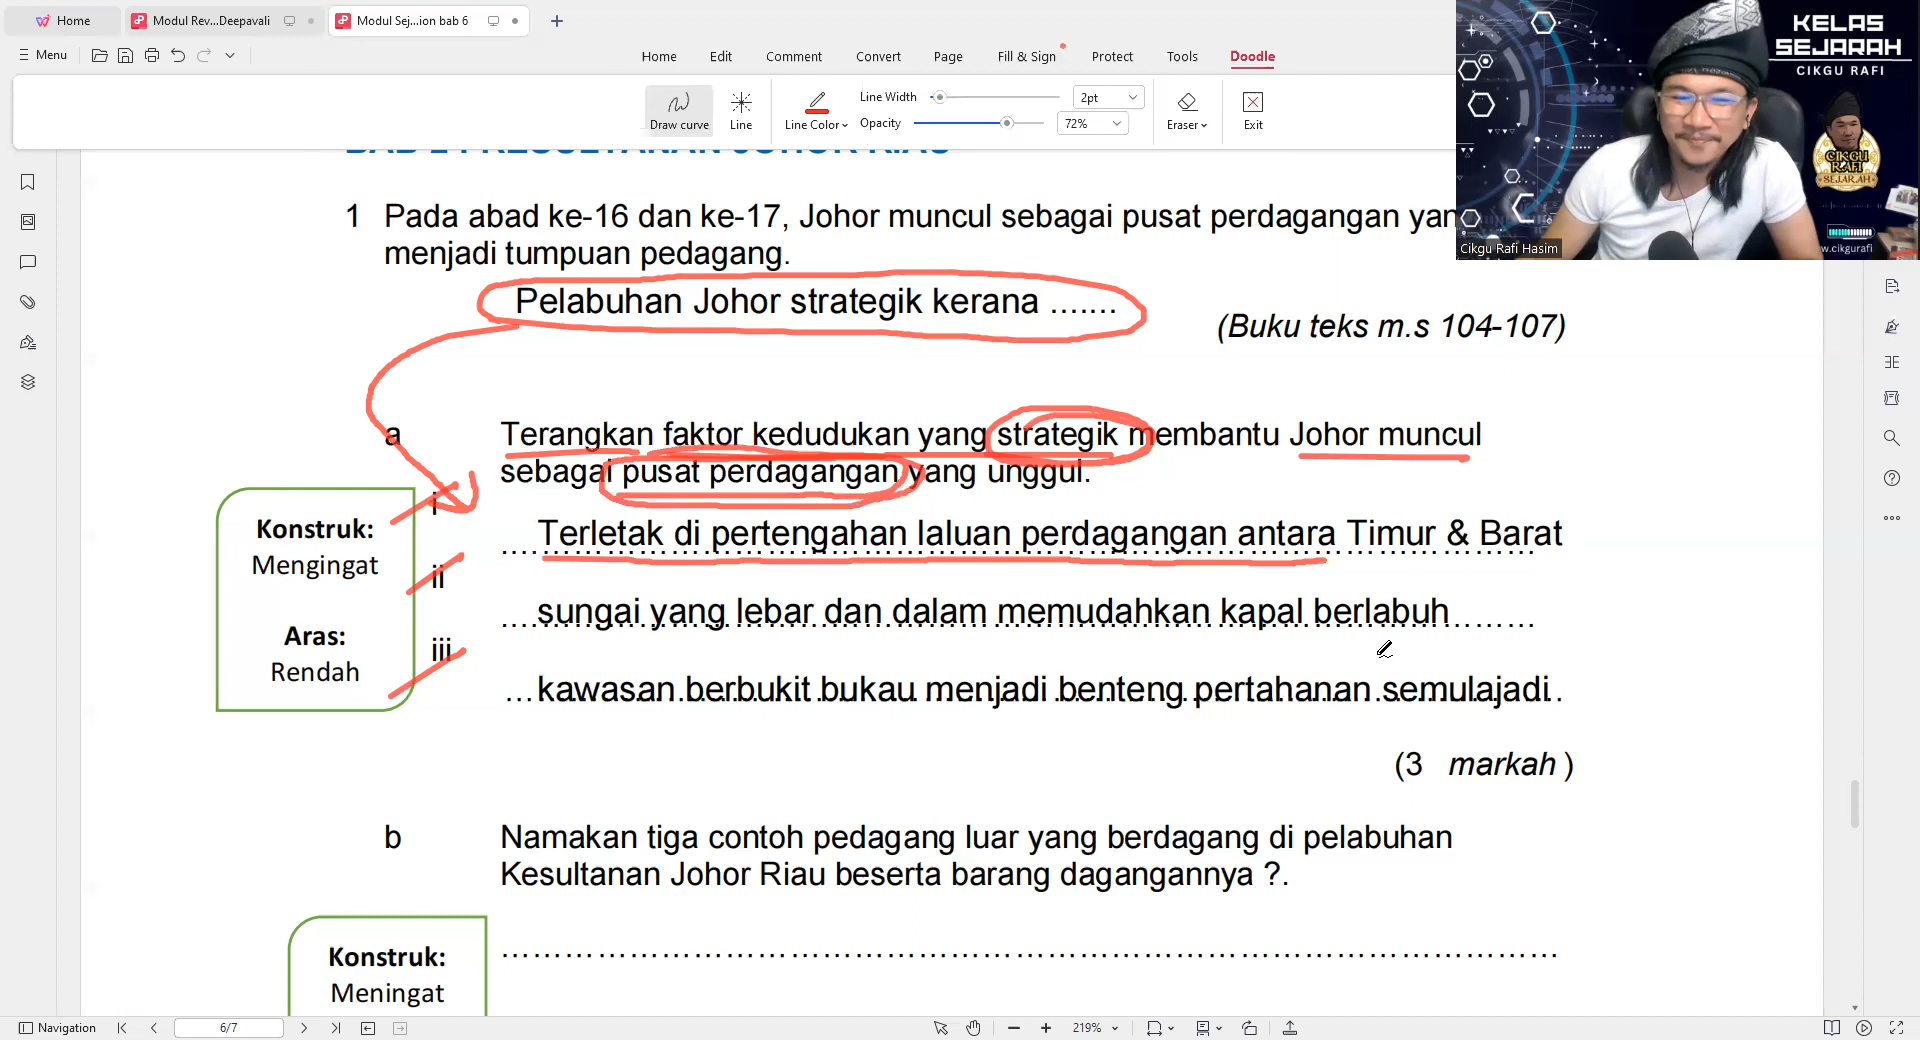 Home
Modul Rev...Deepavali
Modul Sej...ion bab 6
Menu
Home Edit Comment Convert Page Fill & Sign Protect Tools Doodle
Draw curve
Line
Line Color
Line Width
2pt
Opacity
72%
Eraser
Exit
KELAS
SEJARAH
CIKGU RAFI
CIKGU
RAFI
SEJARAH
w.cikgurafi
Cikgu Rafi Hasim
1 Pada abad ke-16 dan ke-17, Johor muncul sebagai pusat perdagangan yan
menjadi tumpuan pedagang.
Pelabuhan Johor strategik kerana .......
(Buku teks m.s 104-107)
a Terangkan faktor kedudukan yang strategik membantu Johor muncul
sebagai pusat perdagangan yang unggul.
Konstruk:
Mengingat
Aras:
Rendah
i Terletak di pertengahan laluan perdagangan antara Timur & Barat
ii sungai yang lebar dan dalam memudahkan kapal berlabuh
iii kawasan berbukit bukau menjadi benteng pertahanan semulajadi
(3 markah )
b Namakan tiga contoh pedagang luar yang berdagang di pelabuhan
Kesultanan Johor Riau beserta barang dagangannya ?.
Konstruk:
Meningat
Navigation
6/7
219%